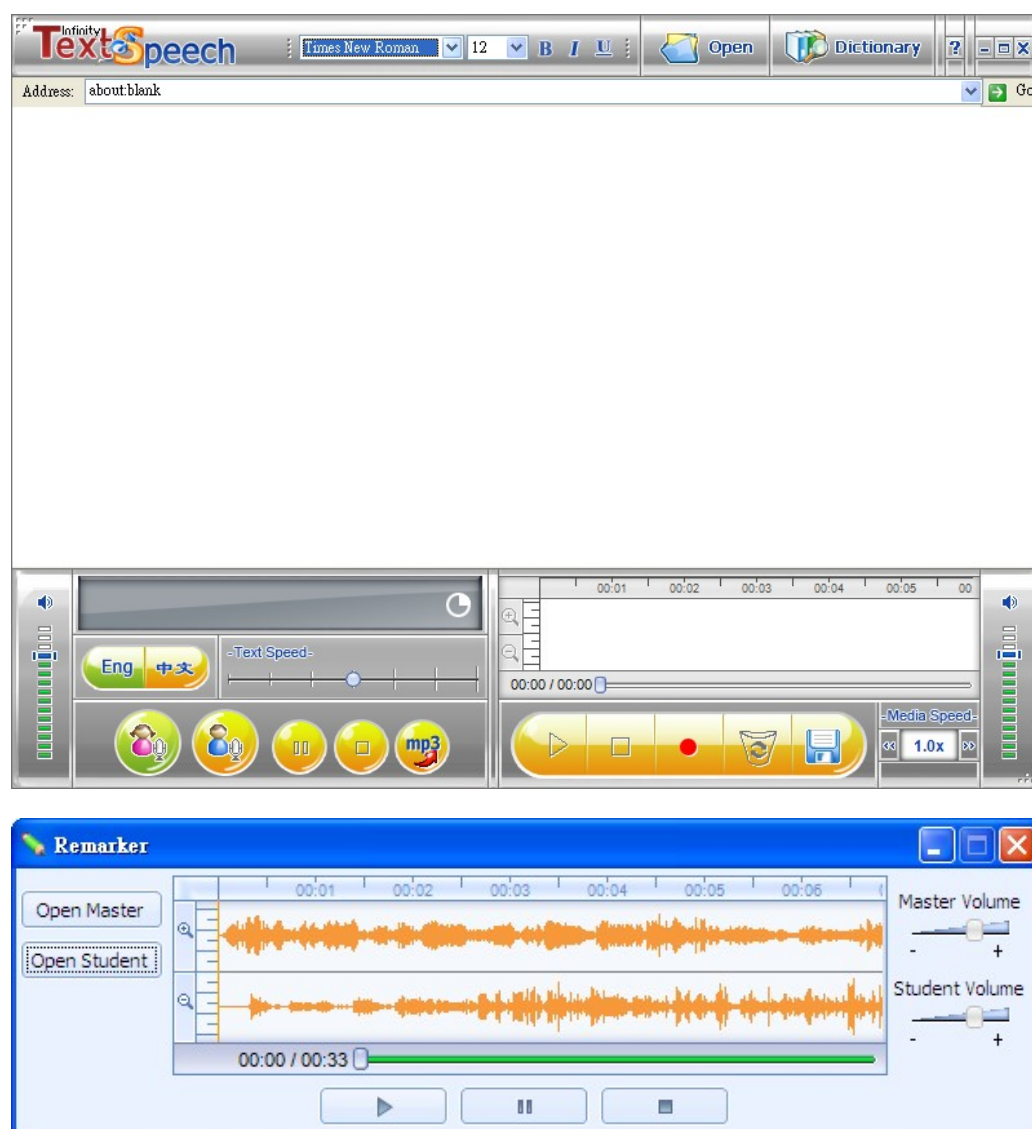 Infinity
Text to Speech
Times New Roman 12 B I U Open Dictionary ?
Address: about:blank Go
00:01 00:02 00:03 00:04 00:05 00
Eng 中文 -Text Speed-
00:00 / 00:00
mp3
-Media Speed-
1.0x
Remarker
Open Master
Open Student
00:01 00:02 00:03 00:04 00:05 00:06
00:00 / 00:33
Master Volume
- +
Student Volume
- +